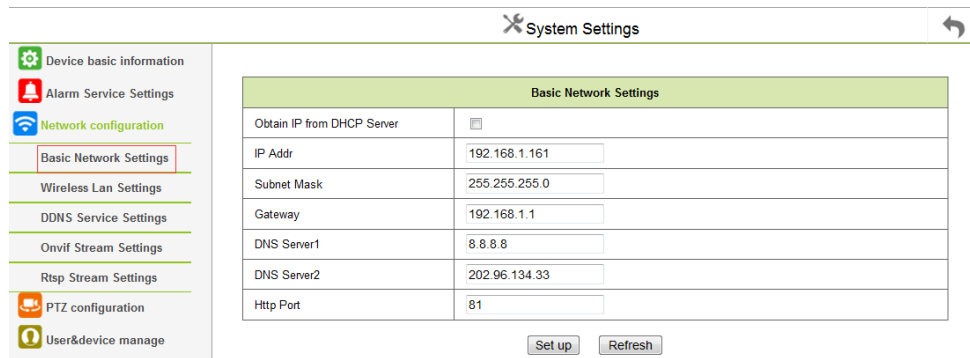 System Settings
Device basic information
Alarm Service Settings
Network configuration
Basic Network Settings
Wireless Lan Settings
DDNS Service Settings
Onvif Stream Settings
Rtsp Stream Settings
PTZ configuration
User&device manage
Basic Network Settings
Obtain IP from DHCP Server
IP Addr 192.168.1.161
Subnet Mask 255.255.255.0
Gateway 192.168.1.1
DNS Server1 8.8.8.8
DNS Server2 202.96.134.33
Http Port 81
Set up Refresh